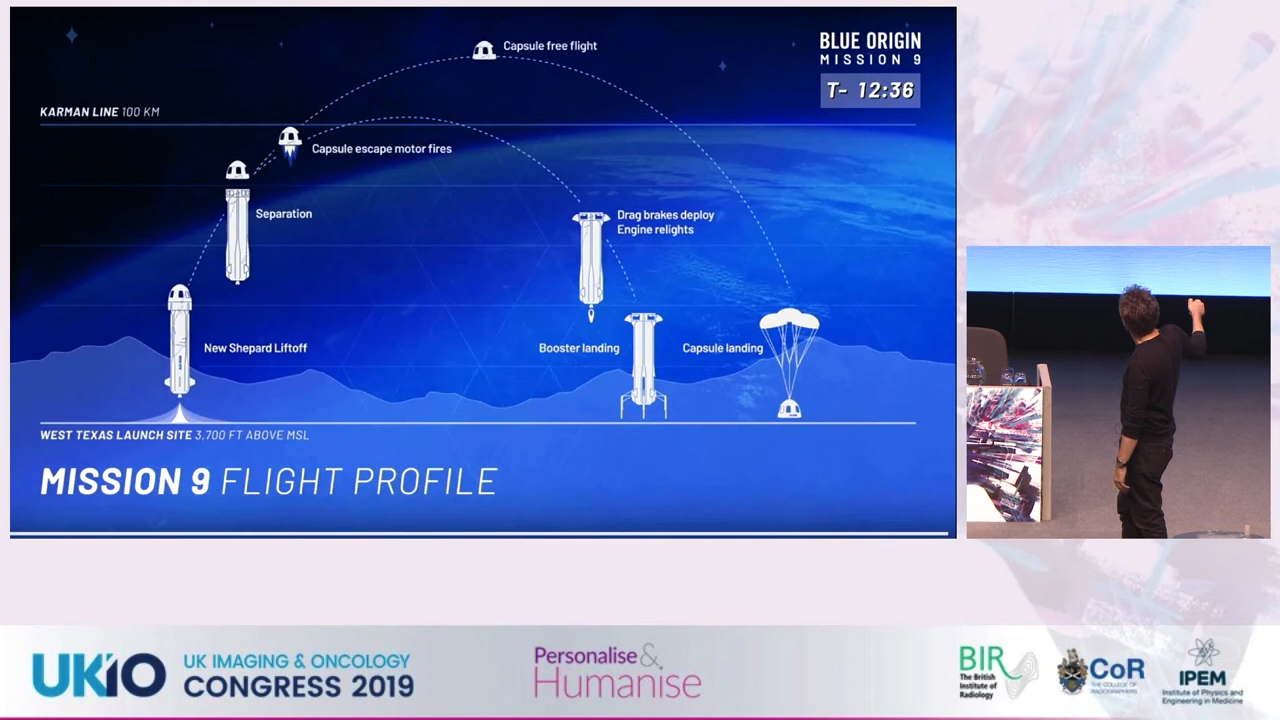 Capsule free flight
BLUE ORIGIN
MISSION 9
T- 12:36
KARMAN LINE 100 KM
Capsule escape motor fires
Separation
Drag brakes deploy
Engine relights
New Shepard Liftoff
Booster landing
Capsule landing
WEST TEXAS LAUNCH SITE 3,700 FT ABOVE MSL
MISSION 9 FLIGHT PROFILE
UKIO
UK IMAGING & ONCOLOGY
CONGRESS 2019
Personalise &
Humanise
BIR
The British
Institute of
Radiology
CoR
THE COLLEGE OF
RADIOGRAPHERS
IPEM
Institute of Physics and
Engineering in Medicine